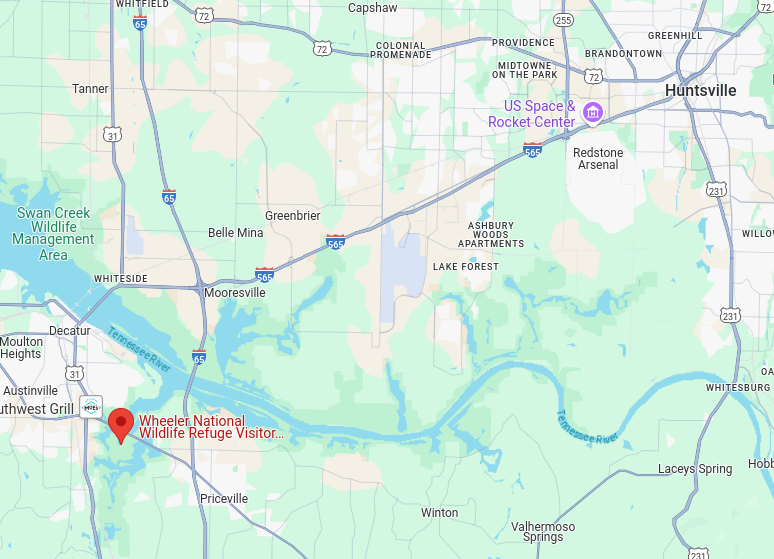 WHITFIELD
Capshaw
72
65
255
72
GREENHILL
72
COLONIAL
PROMENADE
PROVIDENCE
BRANDONTOWN
MIDTOWNE
ON THE PARK
72
Tanner
Huntsville
US Space &
Rocket Center
31
565
Redstone
Arsenal
65
231
Swan Creek
Wildlife
Management
Area
Greenbrier
Belle Mina
565
ASHBURY
WOODS
APARTMENTS
WILLOW
LAKE FOREST
565
WHITESIDE
Mooresville
231
Decatur
Tennessee River
Moulton
Heights
65
31
OA
WHITESBURG
Austinville
uthwest Grill
Wheeler National
Wildlife Refuge Visitor...
Tennessee River
Laceys Spring
Hobb
Priceville
Winton
Valhermoso
Springs
231